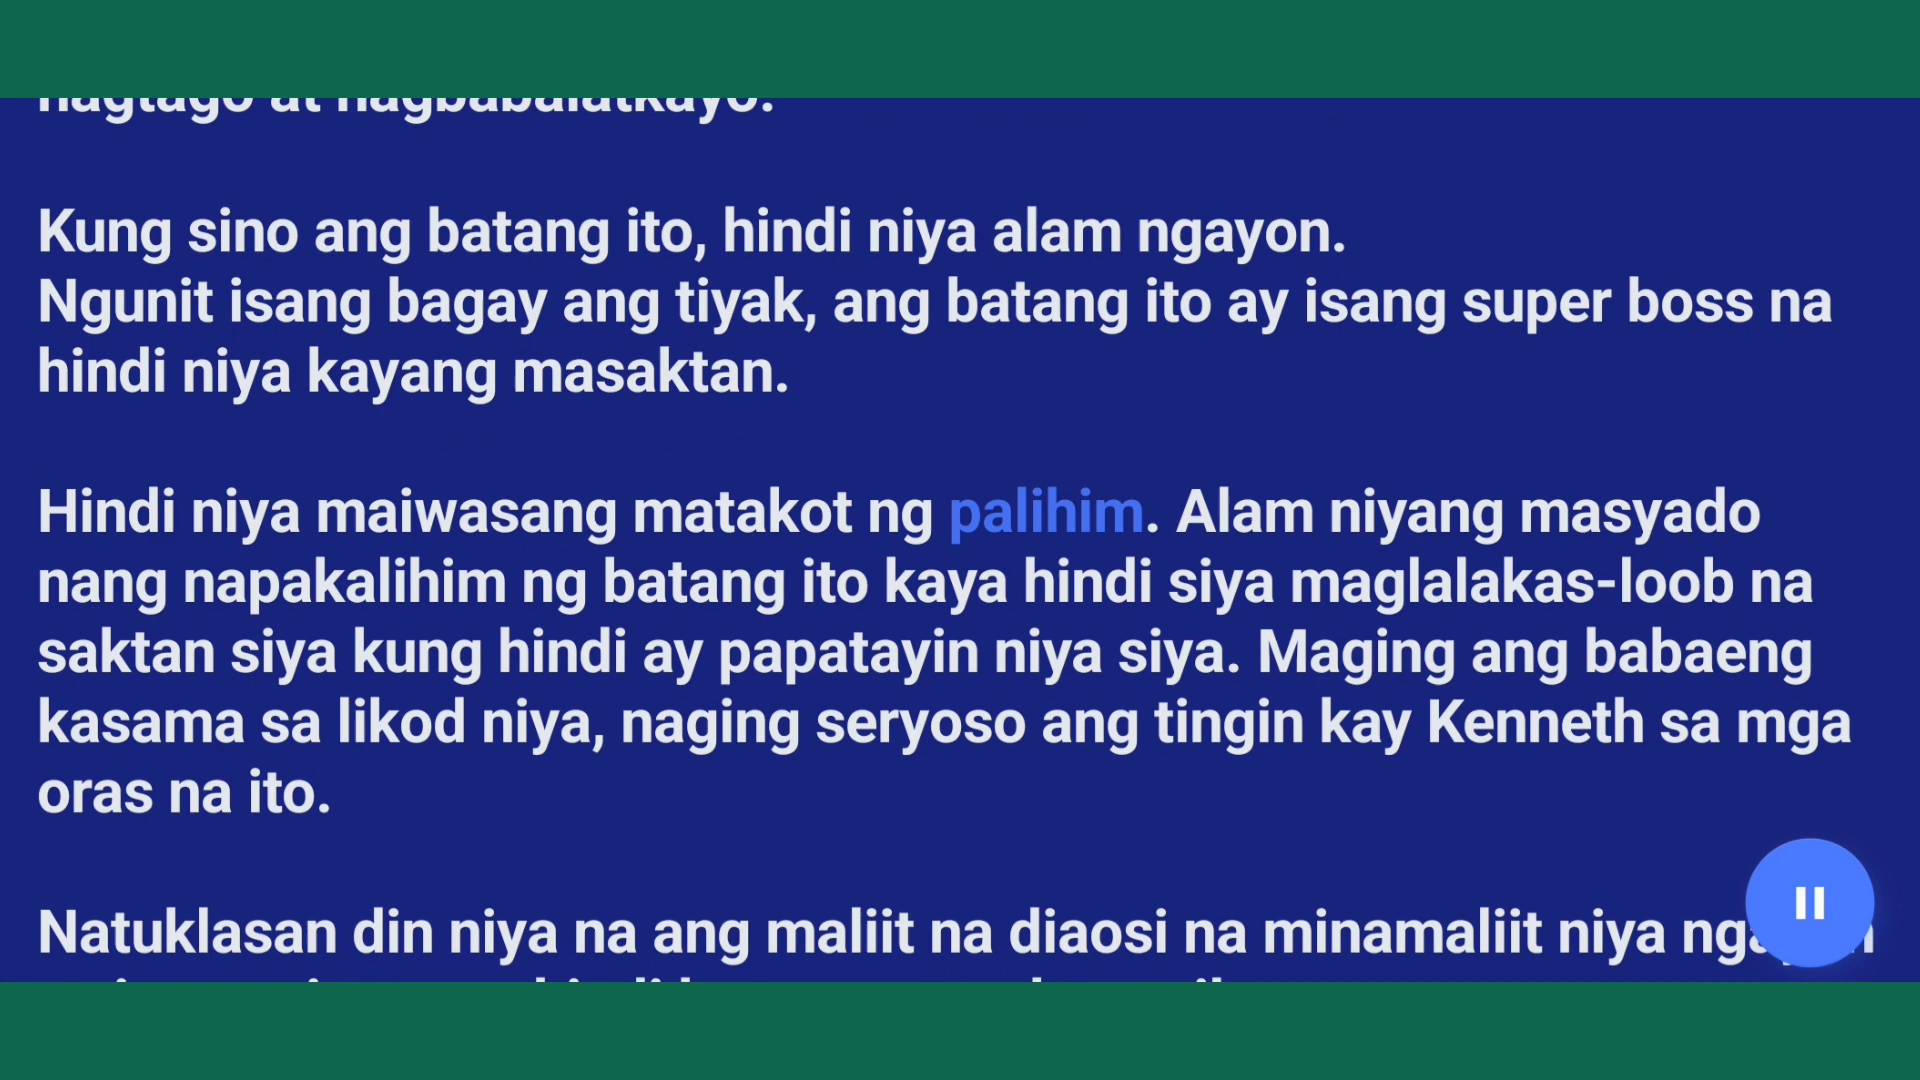 nagtago at nagbabalatkayo.
Kung sino ang batang ito, hindi niya alam ngayon.
Ngunit isang bagay ang tiyak, ang batang ito ay isang super boss na
hindi niya kayang masaktan.
Hindi niya maiwasang matakot ng palihim. Alam niyang masyado
nang napakalihim ng batang ito kaya hindi siya maglalakas-loob na
saktan siya kung hindi ay papatayin niya siya. Maging ang babaeng
kasama sa likod niya, naging seryoso ang tingin kay Kenneth sa mga
oras na ito.
Natuklasan din niya na ang maliit na diaosi na minamaliit niya